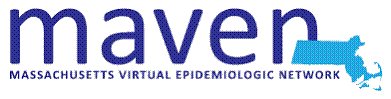 maven
MASSACHUSETTS VIRTUAL EPIDEMIOLOGIC NETWORK